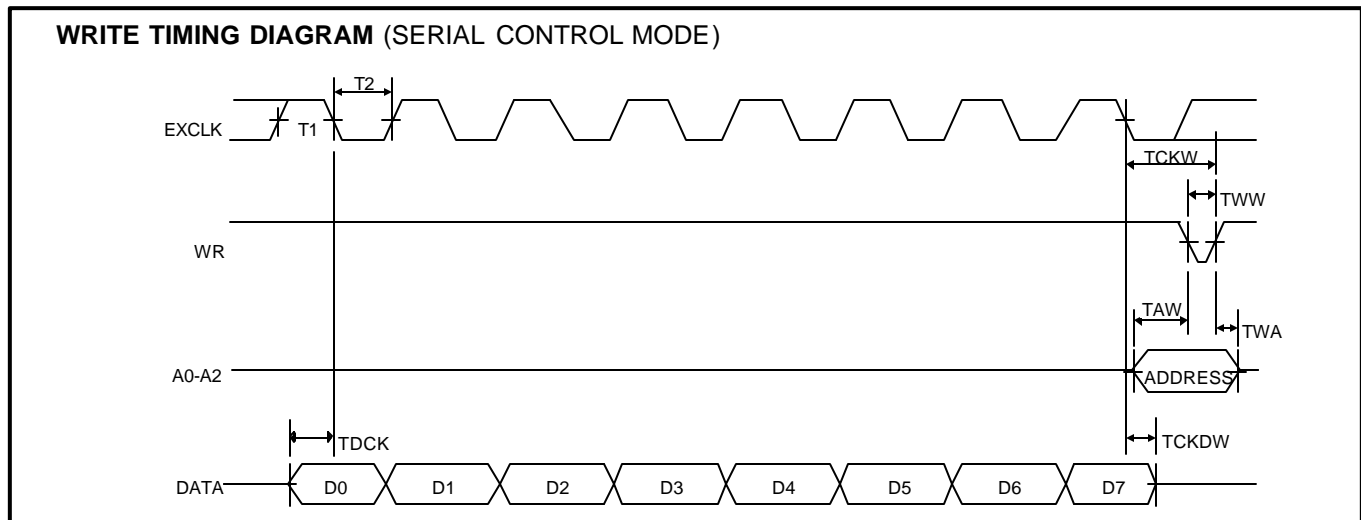 WRITE TIMING DIAGRAM (SERIAL CONTROL MODE)
T2
EXCLK
T1
TCKW
TWW
WR
TAW
TWA
A0-A2
ADDRESS
TDCK
TCKDW
DATA
D0
D1
D2
D3
D4
D5
D6
D7